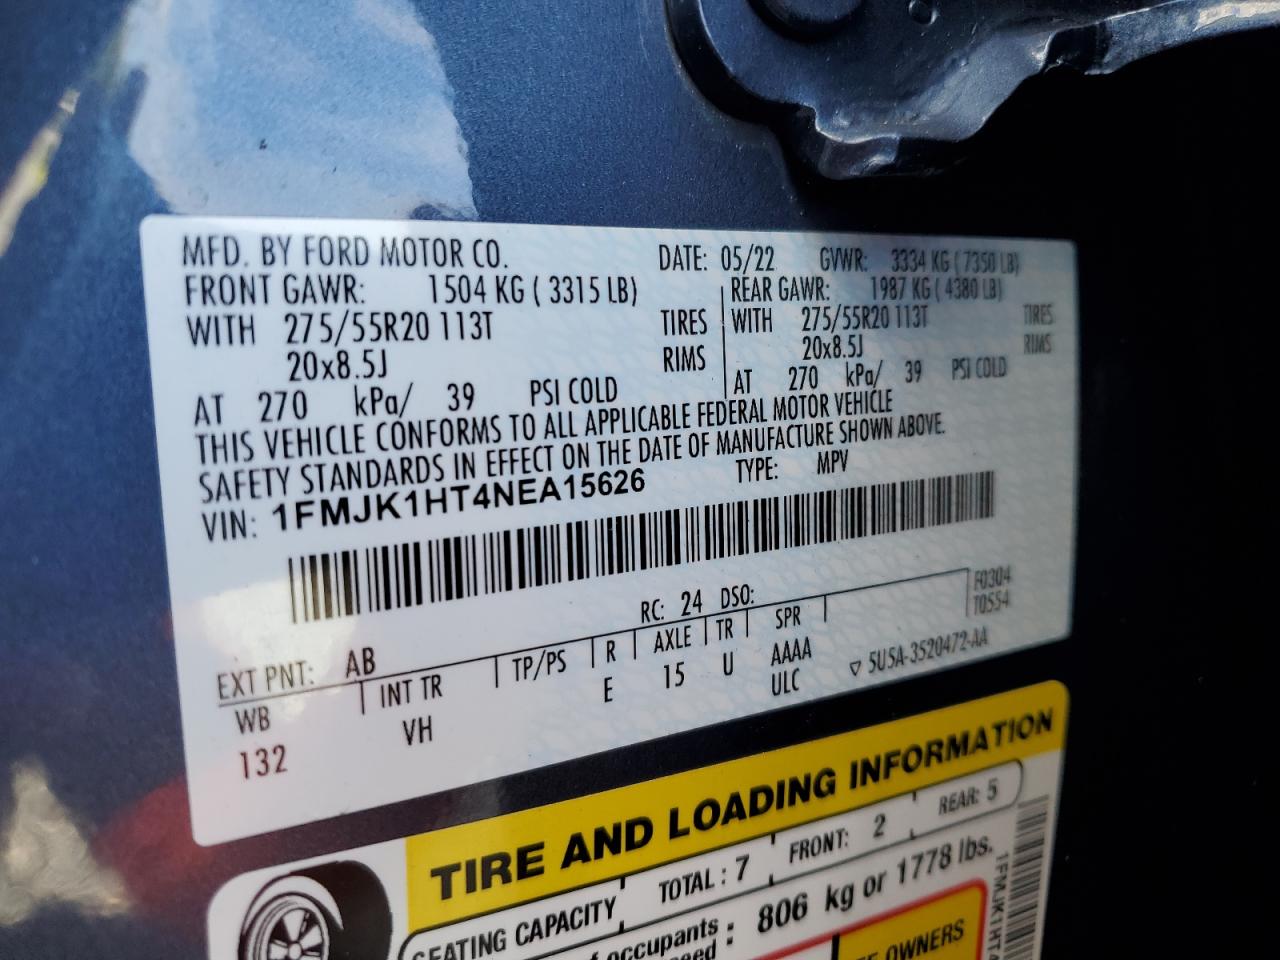 MFD. BY FORD MOTOR CO. DATE: 05/22 GVWR: 3334 KG ( 7350 LB)
FRONT GAWR: 1504 KG ( 3315 LB) REAR GAWR: 1987 KG ( 4380 LB)
WITH 275/55R20 113T TIRES WITH 275/55R20 113T TIRES
20x8.5J RIMS 20x8.5J RIMS
AT 270 kPa/ 39 PSI COLD AT 270 kPa/ 39 PSI COLD
THIS VEHICLE CONFORMS TO ALL APPLICABLE FEDERAL MOTOR VEHICLE
SAFETY STANDARDS IN EFFECT ON THE DATE OF MANUFACTURE SHOWN ABOVE.
VIN: 1FMJK1HT4NEA15626 TYPE: MPV
F0304
RC: 24 DSO: T0554
EXT PNT: AB
WB INT TR TP/PS R AXLE TR SPR
132 VH E 15 U AAAA
ULC
▽ 5U5A-3520472-AA
TIRE AND LOADING INFORMATION
SEATING CAPACITY TOTAL : 7 FRONT: 2 REAR: 5
f occupants : 806 kg or 1778 lbs.
OWNERS
1FMJK1HT4